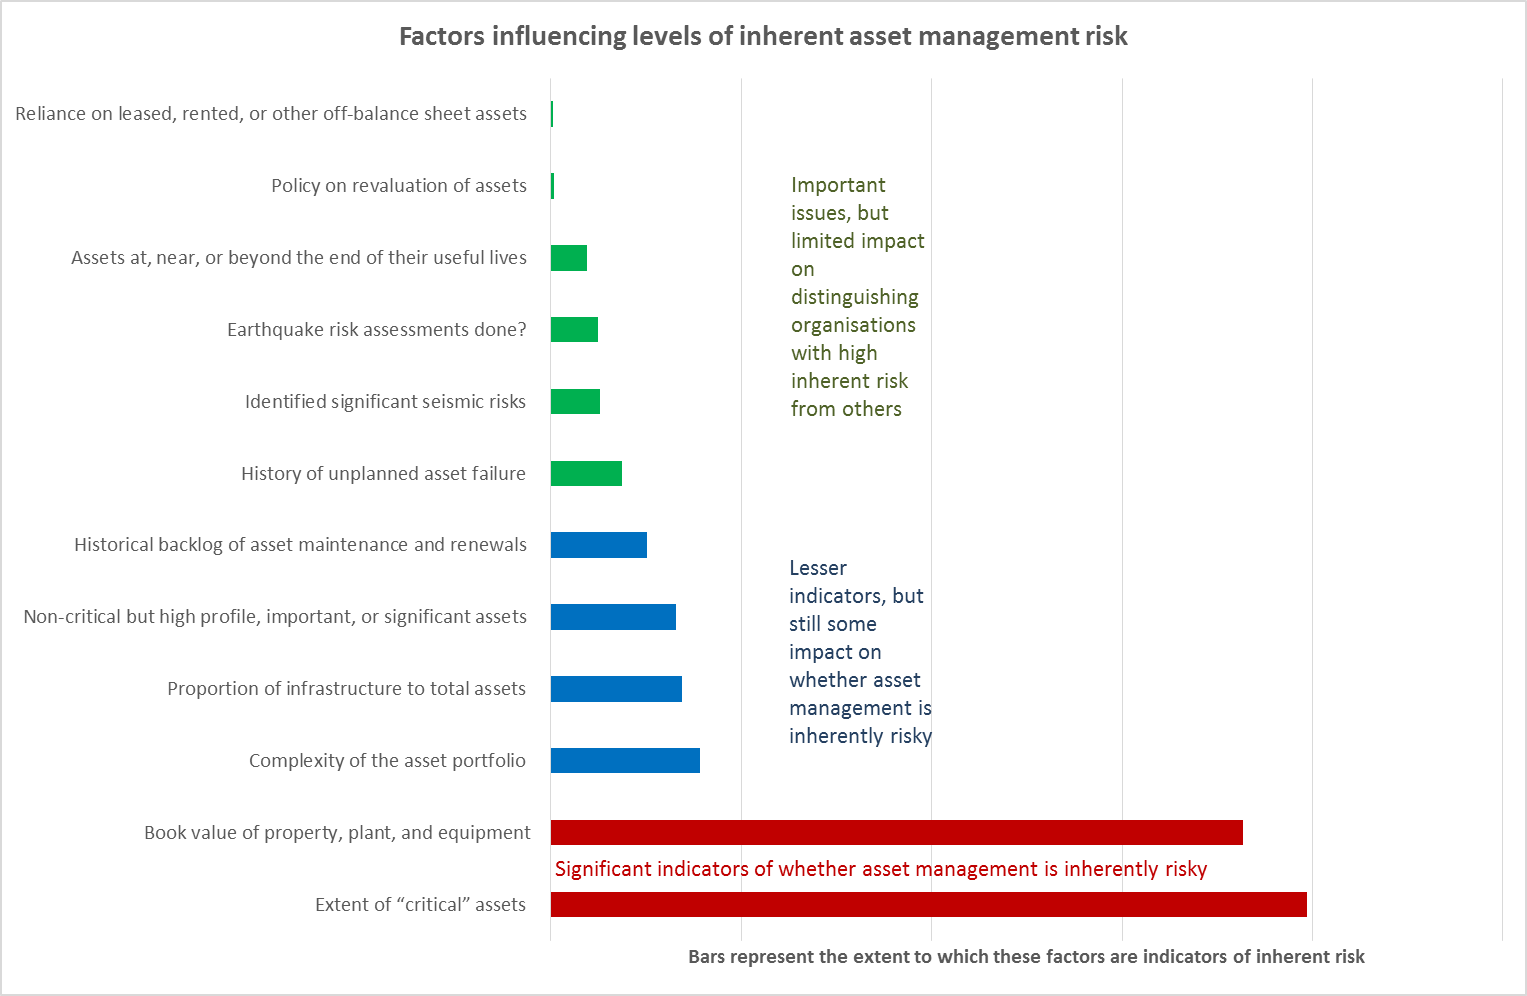 Factors influencing levels of inherent asset management risk
Reliance on leased, rented, or other off-balance sheet assets
Policy on revaluation of assets
Assets at, near, or beyond the end of their useful lives
Earthquake risk assessments done?
Identified significant seismic risks
History of unplanned asset failure
Historical backlog of asset maintenance and renewals
Non-critical but high profile, important, or significant assets
Proportion of infrastructure to total assets
Complexity of the asset portfolio
Book value of property, plant, and equipment
Extent of “critical” assets
Important
issues, but
limited impact
on
distinguishing
organisations
with high
inherent risk
from others
Lesser
indicators, but
still some
impact on
whether asset
management is
inherently risky
Significant indicators of whether asset management is inherently risky
Bars represent the extent to which these factors are indicators of inherent risk